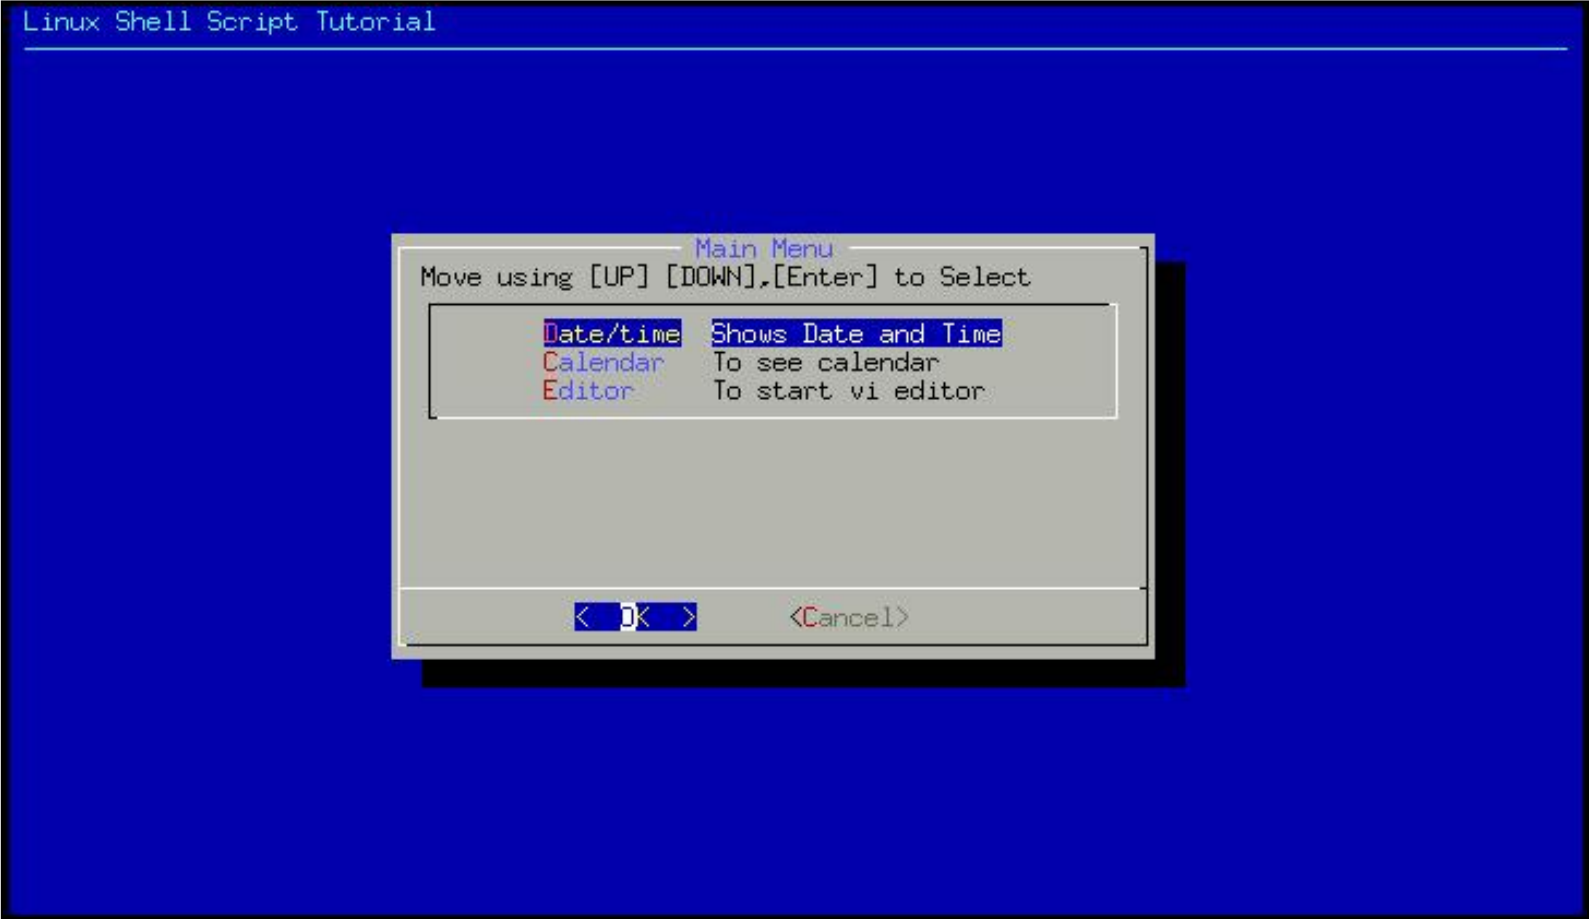 Linux Shell Script Tutorial
Main Menu
Move using [UP] [DOWN],[Enter] to Select
Date/time Shows Date and Time
Calendar To see calendar
Editor To start vi editor
< OK > <Cancel>